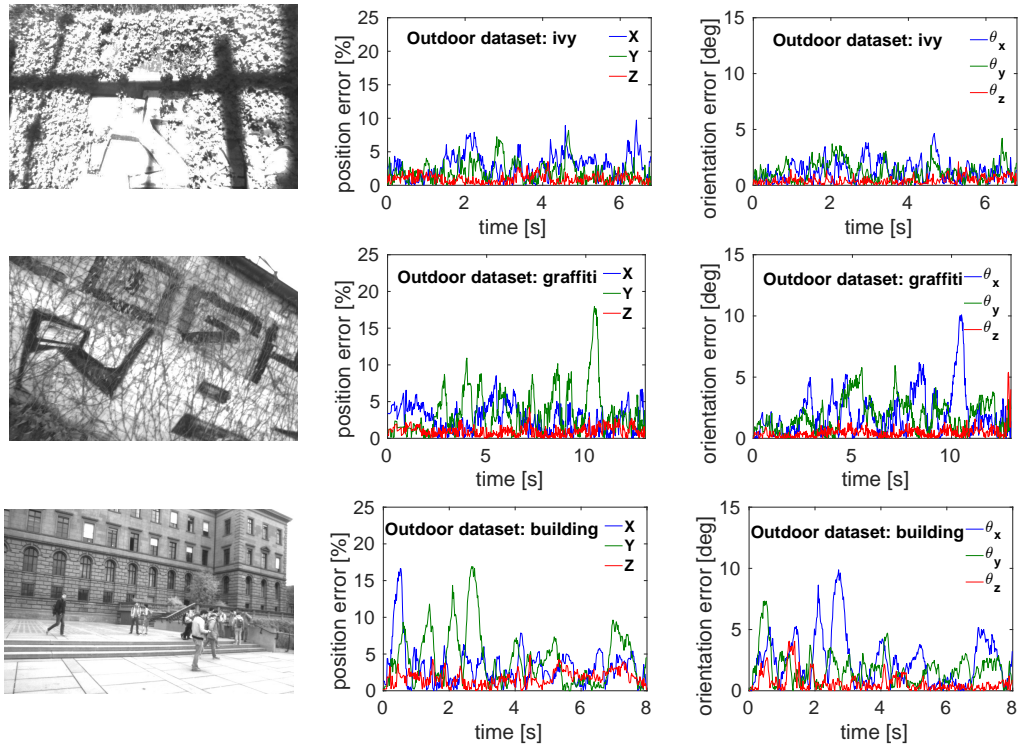 25
20
15
10
5
0
position error [%]
Outdoor dataset: ivy
X
Y
Z
0
2
4
6
time [s]
15
10
5
0
orientation error [deg]
Outdoor dataset: ivy
θx
θy
θz
0
2
4
6
time [s]
25
20
15
10
5
0
position error [%]
Outdoor dataset: graffiti
X
Y
Z
0
5
10
time [s]
15
10
5
0
orientation error [deg]
Outdoor dataset: graffiti
θx
θy
θz
5
10
time [s]
25
20
15
10
5
0
position error [%]
Outdoor dataset: building
X
Y
Z
0
2
4
6
8
time [s]
15
10
5
0
orientation error [deg]
Outdoor dataset: building
θx
θy
θz
0
2
4
6
8
time [s]